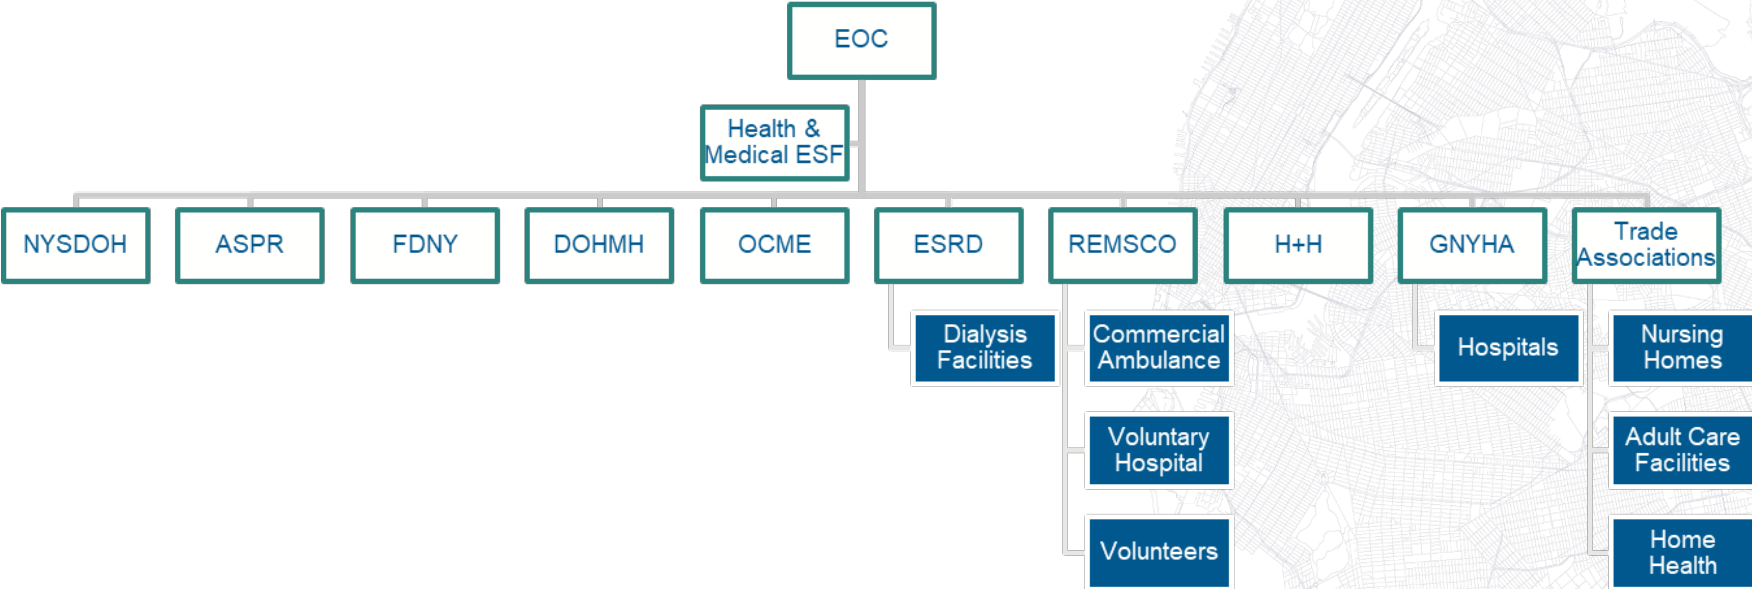 EOC
Health &
Medical ESF
NYSDOH
ASPR
FDNY
DOHMH
OCME
ESRD
REMSCO
H+H
GNYHA
Trade
Associations
Dialysis
Facilities
Commercial
Ambulance
Hospitals
Nursing
Homes
Voluntary
Hospital
Adult Care
Facilities
Volunteers
Home
Health